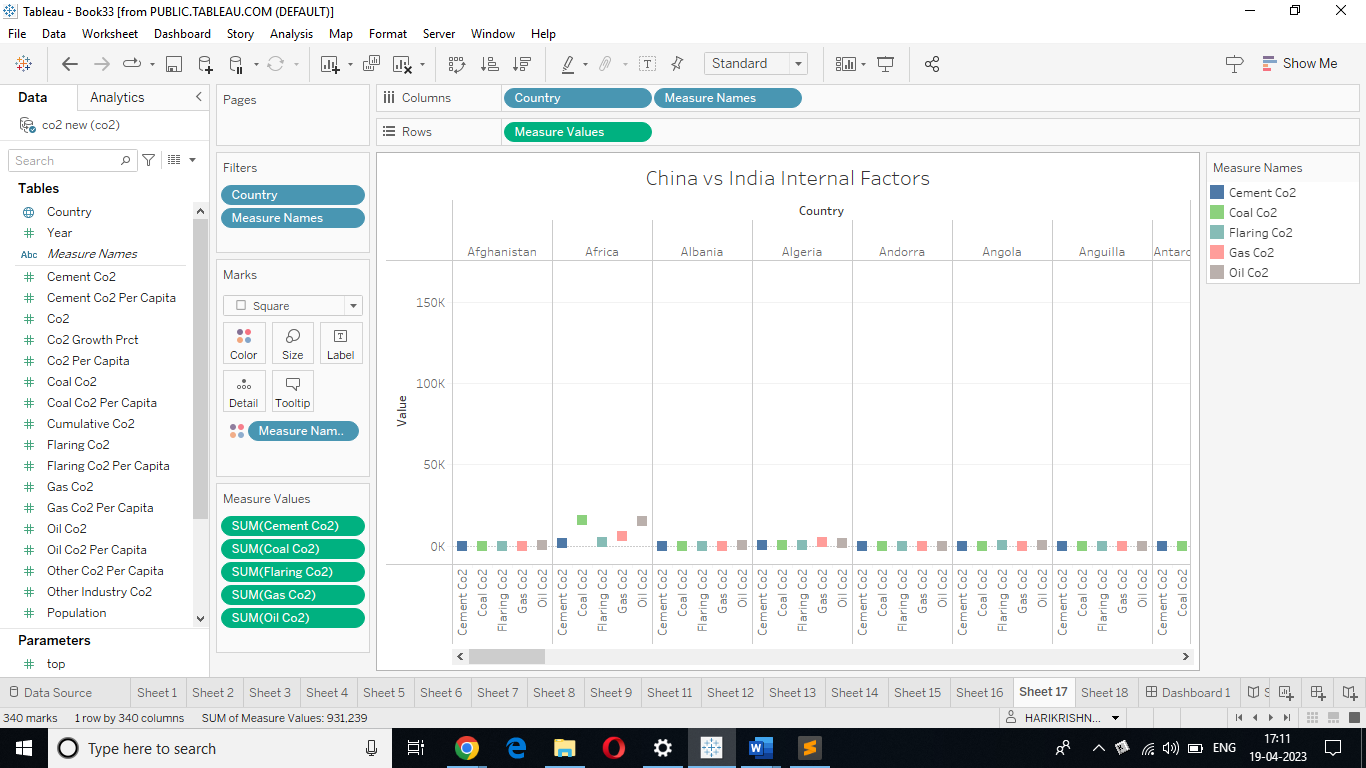 Tableau - Book33 [from PUBLIC.TABLEAU.COM (DEFAULT)]
File Data Worksheet Dashboard Story Analysis Map Format Server Window Help
Standard
Show Me
Data Analytics
co2 new (co2)
Search
Tables
Country
Year
Abc Measure Names
Cement Co2
Cement Co2 Per Capita
Co2
Co2 Growth Prct
Co2 Per Capita
Coal Co2
Coal Co2 Per Capita
Cumulative Co2
Flaring Co2
Flaring Co2 Per Capita
Gas Co2
Gas Co2 Per Capita
Oil Co2
Oil Co2 Per Capita
Other Co2 Per Capita
Other Industry Co2
Population
Parameters
top
Pages
Filters
Country
Measure Names
Marks
Square
Color Size Label
Detail Tooltip
Measure Nam..
Measure Values
SUM(Cement Co2)
SUM(Coal Co2)
SUM(Flaring Co2)
SUM(Gas Co2)
SUM(Oil Co2)
Columns Country Measure Names
Rows Measure Values
China vs India Internal Factors
Country
Afghanistan Africa Albania Algeria Andorra Angola Anguilla Antarc
Value
150K
100K
50K
0K
Cement Co2 Coal Co2 Flaring Co2 Gas Co2 Oil Co2 Cement Co2 Coal Co2 Flaring Co2 Gas Co2 Oil Co2 Cement Co2 Coal Co2 Flaring Co2 Gas Co2 Oil Co2 Cement Co2 Coal Co2 Flaring Co2 Gas Co2 Oil Co2 Cement Co2 Coal Co2 Flaring Co2 Gas Co2 Oil Co2 Cement Co2 Coal Co2 Flaring Co2 Gas Co2 Oil Co2 Cement Co2 Coal Co2 Flaring Co2 Gas Co2 Oil Co2 Cement Co2 Coal Co2
Measure Names
Cement Co2
Coal Co2
Flaring Co2
Gas Co2
Oil Co2
Data Source Sheet 1 Sheet 2 Sheet 3 Sheet 4 Sheet 5 Sheet 6 Sheet 7 Sheet 8 Sheet 9 Sheet 11 Sheet 12 Sheet 13 Sheet 14 Sheet 15 Sheet 16 Sheet 17 Sheet 18 Dashboard 1 S
340 marks 1 row by 340 columns SUM of Measure Values: 931,239 HARIKRISHN...
Type here to search
ENG
17:11
19-04-2023